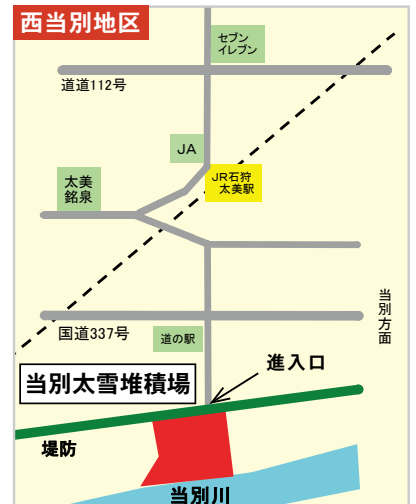 西当別地区
セブン
イレブン
道道112号
JA
太美
銘泉
JR石狩
太美駅
当別方面
国道337号
道の駅
進入口
当別太雪堆積場
堤防
当別川